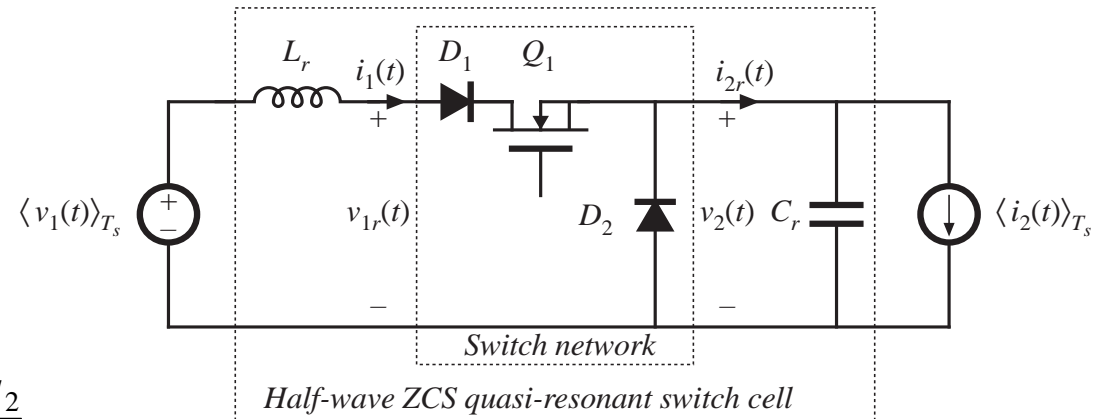 L_r i_1(t) D_1 Q_1 i_{2r}(t)
+ +
⟨v_1(t)⟩_{T_s} + − v_{1r}(t) D_2 v_2(t) C_r ⟨i_2(t)⟩_{T_s}
− −
Switch network
Half-wave ZCS quasi-resonant switch cell
2